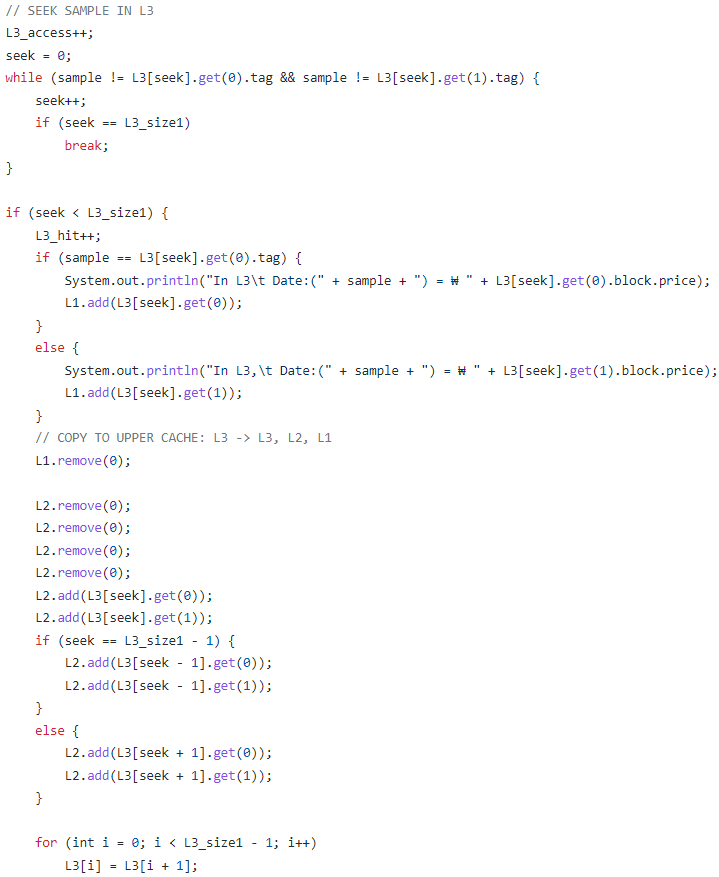 // SEEK SAMPLE IN L3
L3_access++;
seek = 0;
while (sample != L3[seek].get(0).tag && sample != L3[seek].get(1).tag) {
    seek++;
    if (seek == L3_size1)
        break;
}

if (seek < L3_size1) {
    L3_hit++;
    if (sample == L3[seek].get(0).tag) {
        System.out.println("In L3\t Date:(" + sample + ") = ₩ " + L3[seek].get(0).block.price);
        L1.add(L3[seek].get(0));
    }
    else {
        System.out.println("In L3,\t Date:(" + sample + ") = ₩ " + L3[seek].get(1).block.price);
        L1.add(L3[seek].get(1));
    }
    // COPY TO UPPER CACHE: L3 -> L3, L2, L1
    L1.remove(0);

    L2.remove(0);
    L2.remove(0);
    L2.remove(0);
    L2.remove(0);
    L2.add(L3[seek].get(0));
    L2.add(L3[seek].get(1));
    if (seek == L3_size1 - 1) {
        L2.add(L3[seek - 1].get(0));
        L2.add(L3[seek - 1].get(1));
    }
    else {
        L2.add(L3[seek + 1].get(0));
        L2.add(L3[seek + 1].get(1));
    }

    for (int i = 0; i < L3_size1 - 1; i++)
        L3[i] = L3[i + 1];